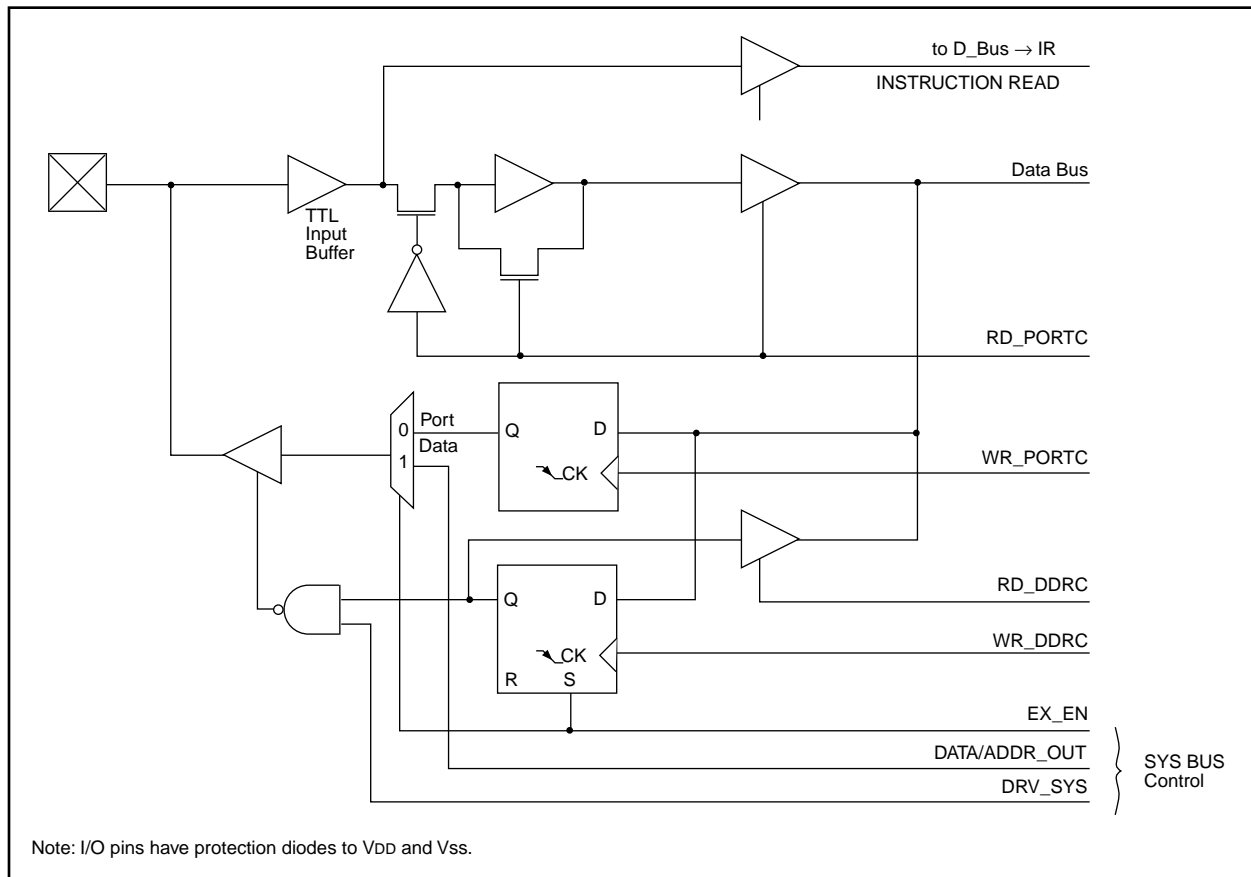 to D_Bus → IR
INSTRUCTION READ
Data Bus
TTL
Input
Buffer
RD_PORTC
0
Port
Q
D
1
Data
CK
WR_PORTC
RD_DDRC
Q
D
WR_DDRC
CK
R
S
EX_EN
DATA/ADDR_OUT
SYS BUS
Control
DRV_SYS
Note: I/O pins have protection diodes to VDD and Vss.